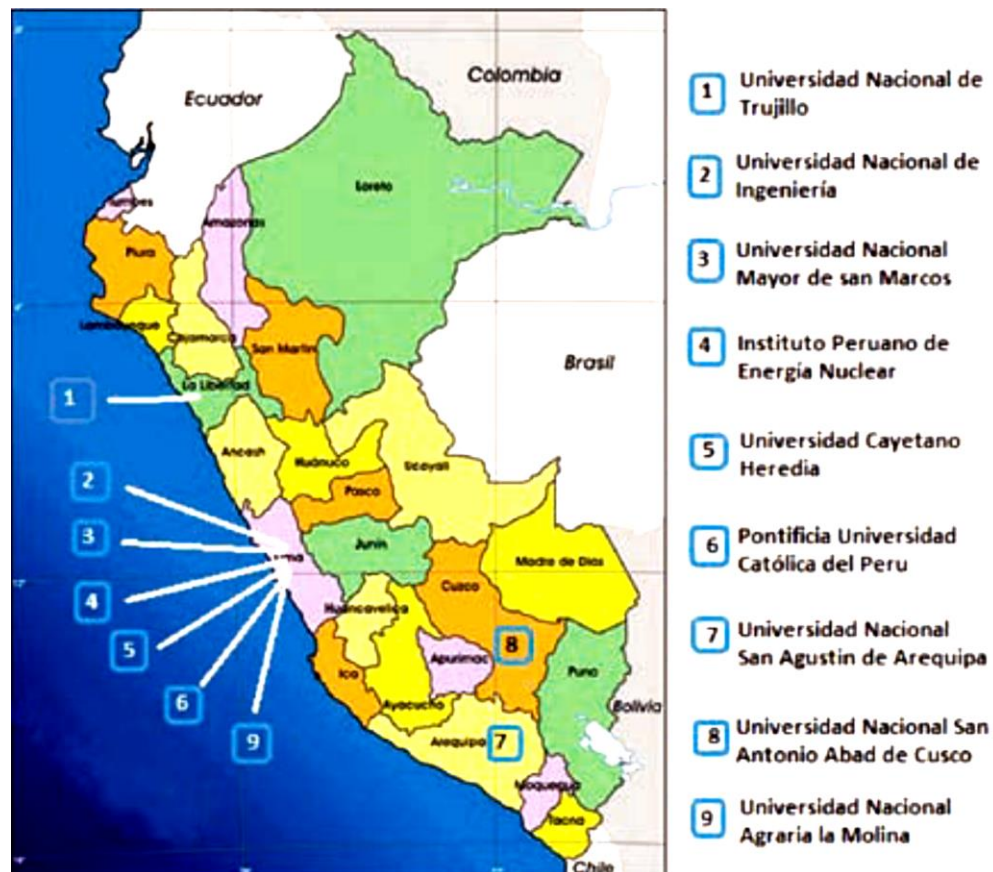 Colombia
Ecuador
Loreto
Tumbes
Amazonas
Piura
Lambayeque
Cajamarca
San Martin
Brasil
La Libertad
1
Ancash
Huánuco
Ucayali
2
Pasco
3
Junin
Lima
Madre de Dios
Cuzco
4
Huancavelica
5
8
Apurimac
Puno
Ica
6
Ayacucho
Bolivia
9
Arequipa
7
Moquegua
Tacna
Chile
1 Universidad Nacional de
Trujillo
2 Universidad Nacional de
Ingeniería
3 Universidad Nacional
Mayor de san Marcos
4 Instituto Peruano de
Energía Nuclear
5 Universidad Cayetano
Heredia
6 Pontificia Universidad
Católica del Peru
7 Universidad Nacional
San Agustin de Arequipa
8 Universidad Nacional San
Antonio Abad de Cusco
9 Universidad Nacional
Agraria la Molina